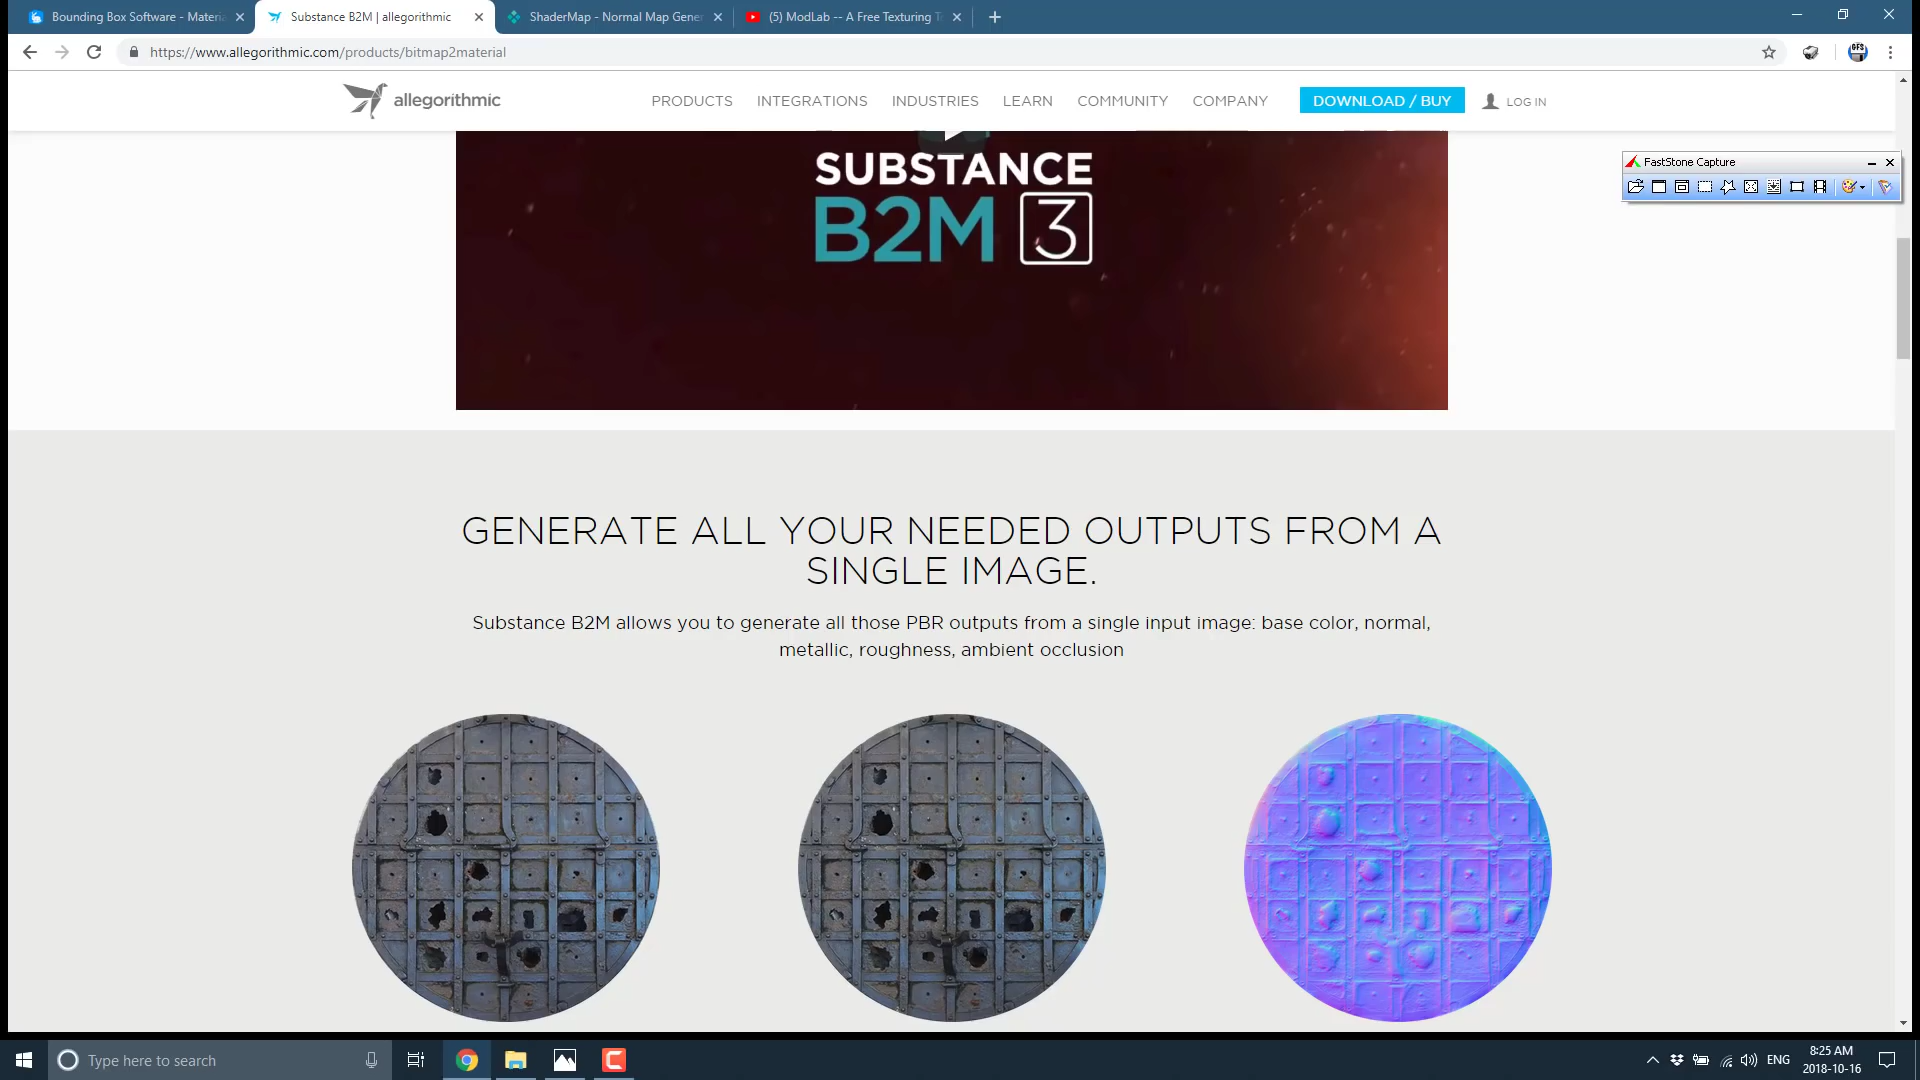 Bounding Box Software - Materi
Substance B2M | allegorithmic
ShaderMap - Normal Map Gener
(5) ModLab -- A Free Texturing T
https://www.allegorithmic.com/products/bitmap2material
GFS
allegorithmic
PRODUCTS
INTEGRATIONS
INDUSTRIES
LEARN
COMMUNITY
COMPANY
DOWNLOAD / BUY
LOG IN
FastStone Capture
SUBSTANCE
B2M 3
GENERATE ALL YOUR NEEDED OUTPUTS FROM A
SINGLE IMAGE.
Substance B2M allows you to generate all those PBR outputs from a single input image: base color, normal,
metallic, roughness, ambient occlusion
Type here to search
ENG
8:25 AM
2018-10-16